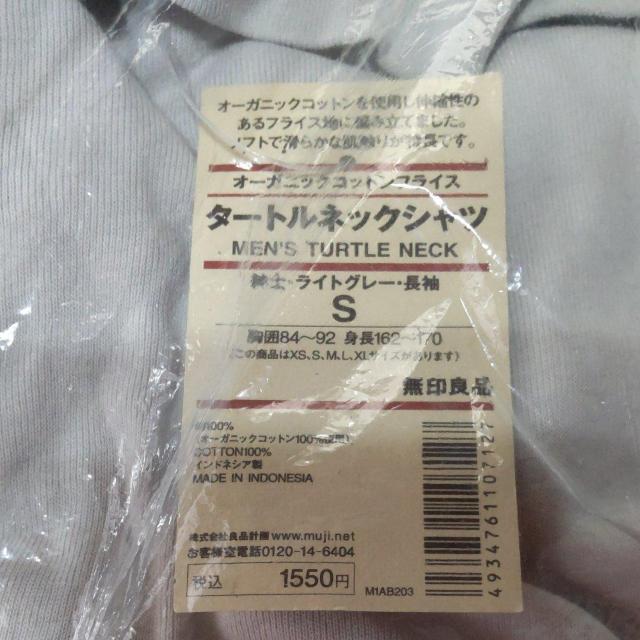 オーガニックコットンを使用し伸縮性の
あるフライス地に編み立てました。
ソフトで滑らかな肌触りが特長です。
オーガニックコットンフライス
タートルネックシャツ
MEN'S TURTLE NECK
紳士・ライトグレー・長袖
S
胸囲84〜92 身長162〜170
(この商品はXS,S,M,L,XLサイズがあります)
無印良品
綿100%
(オーガニックコットン100%使用)
COTTON100%
インドネシア製
MADE IN INDONESIA
株式会社良品計画 www.muji.net
お客様室電話0120-14-6404
税込 1550円
M1AB203
4934761107127